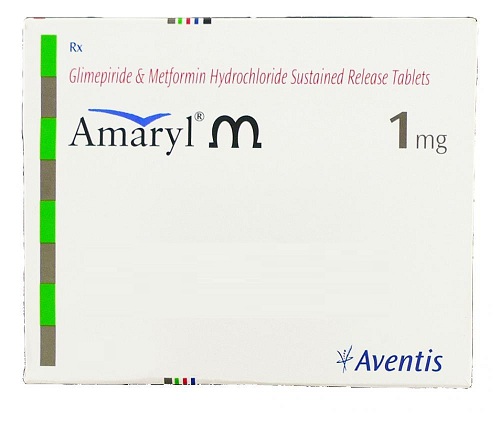 Rx
Glimepiride & Metformin Hydrochloride Sustained Release Tablets
Amaryl® m 1 mg
Aventis